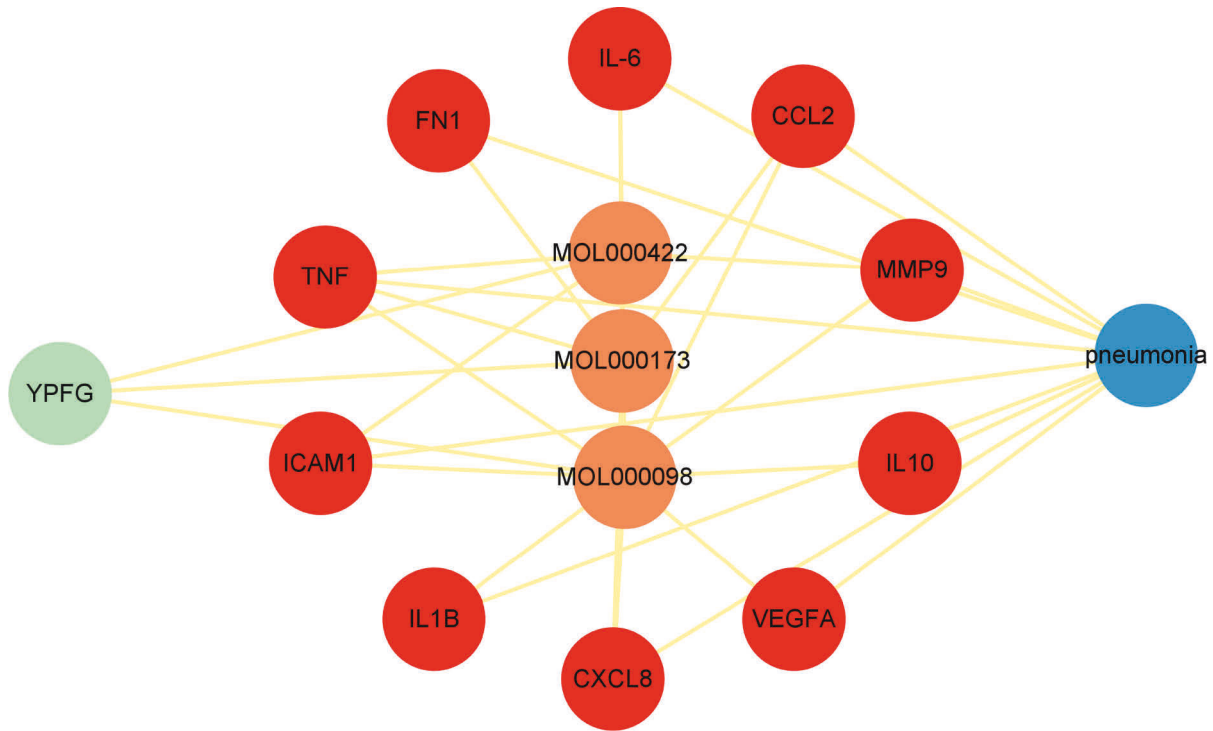 IL-6
CCL2
FN1
MOL000422
MMP9
TNF
pneumonia
MOL000173
YPFG
ICAM1
IL10
MOL000098
IL1B
VEGFA
CXCL8